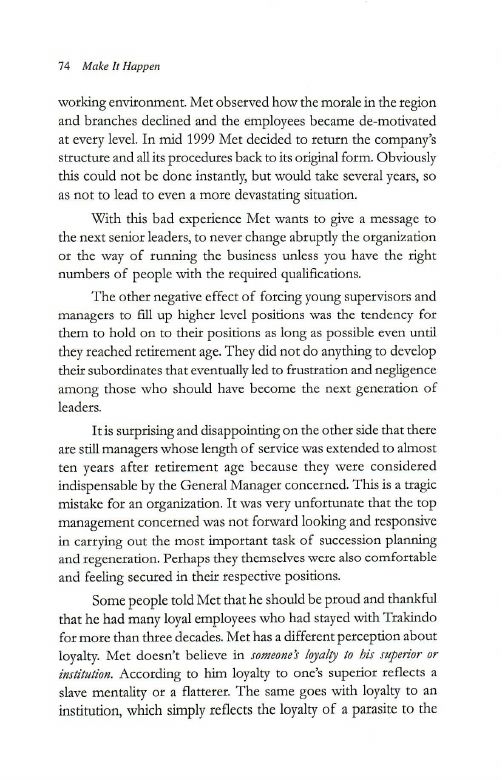 74 Make It Happen
working environment. Met observed how the morale in the region
and branches declined and the employees became de-motivated
at every level. In mid 1999 Met decided to return the company's
structure and all its procedures back to its original form. Obviously
this could not be done instantly, but would take several years, so
as not to lead to even a more devastating situation.
With this bad experience Met wants to give a message to
the next senior leaders, to never change abruptly the organization
or the way of running the business unless you have the right
numbers of people with the required qualifications.
The other negative effect of forcing young supervisors and
managers to fill up higher level positions was the tendency for
them to hold on to their positions as long as possible even until
they reached retirement age. They did not do anything to develop
their subordinates that eventually led to frustration and negligence
among those who should have become the next generation of
leaders.
It is surprising and disappointing on the other side that there
are still managers whose length of service was extended to almost
ten years after retirement age because they were considered
indispensable by the General Manager concerned. This is a tragic
mistake for an organization. It was very unfortunate that the top
management concerned was not forward looking and responsive
in carrying out the most important task of succession planning
and regeneration. Perhaps they themselves were also comfortable
and feeling secured in their respective positions.
Some people told Met that he should be proud and thankful
that he had many loyal employees who had stayed with Trakindo
for more than three decades. Met has a different perception about
loyalty. Met doesn't believe in someone's loyalty to his superior or
institution. According to him loyalty to one's superior reflects a
slave mentality or a flatterer. The same goes with loyalty to an
institution, which simply reflects the loyalty of a parasite to the